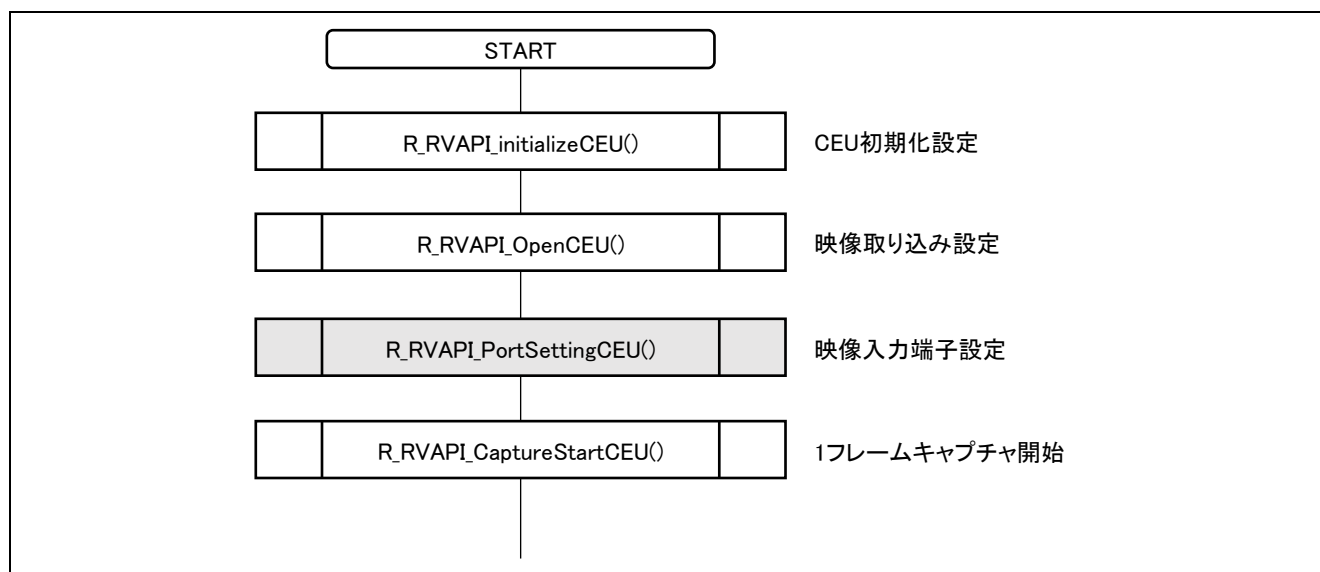 START
R_RVAPI_initializeCEU()
CEU初期化設定
R_RVAPI_OpenCEU()
映像取り込み設定
R_RVAPI_PortSettingCEU()
映像入力端子設定
R_RVAPI_CaptureStartCEU()
1フレームキャプチャ開始